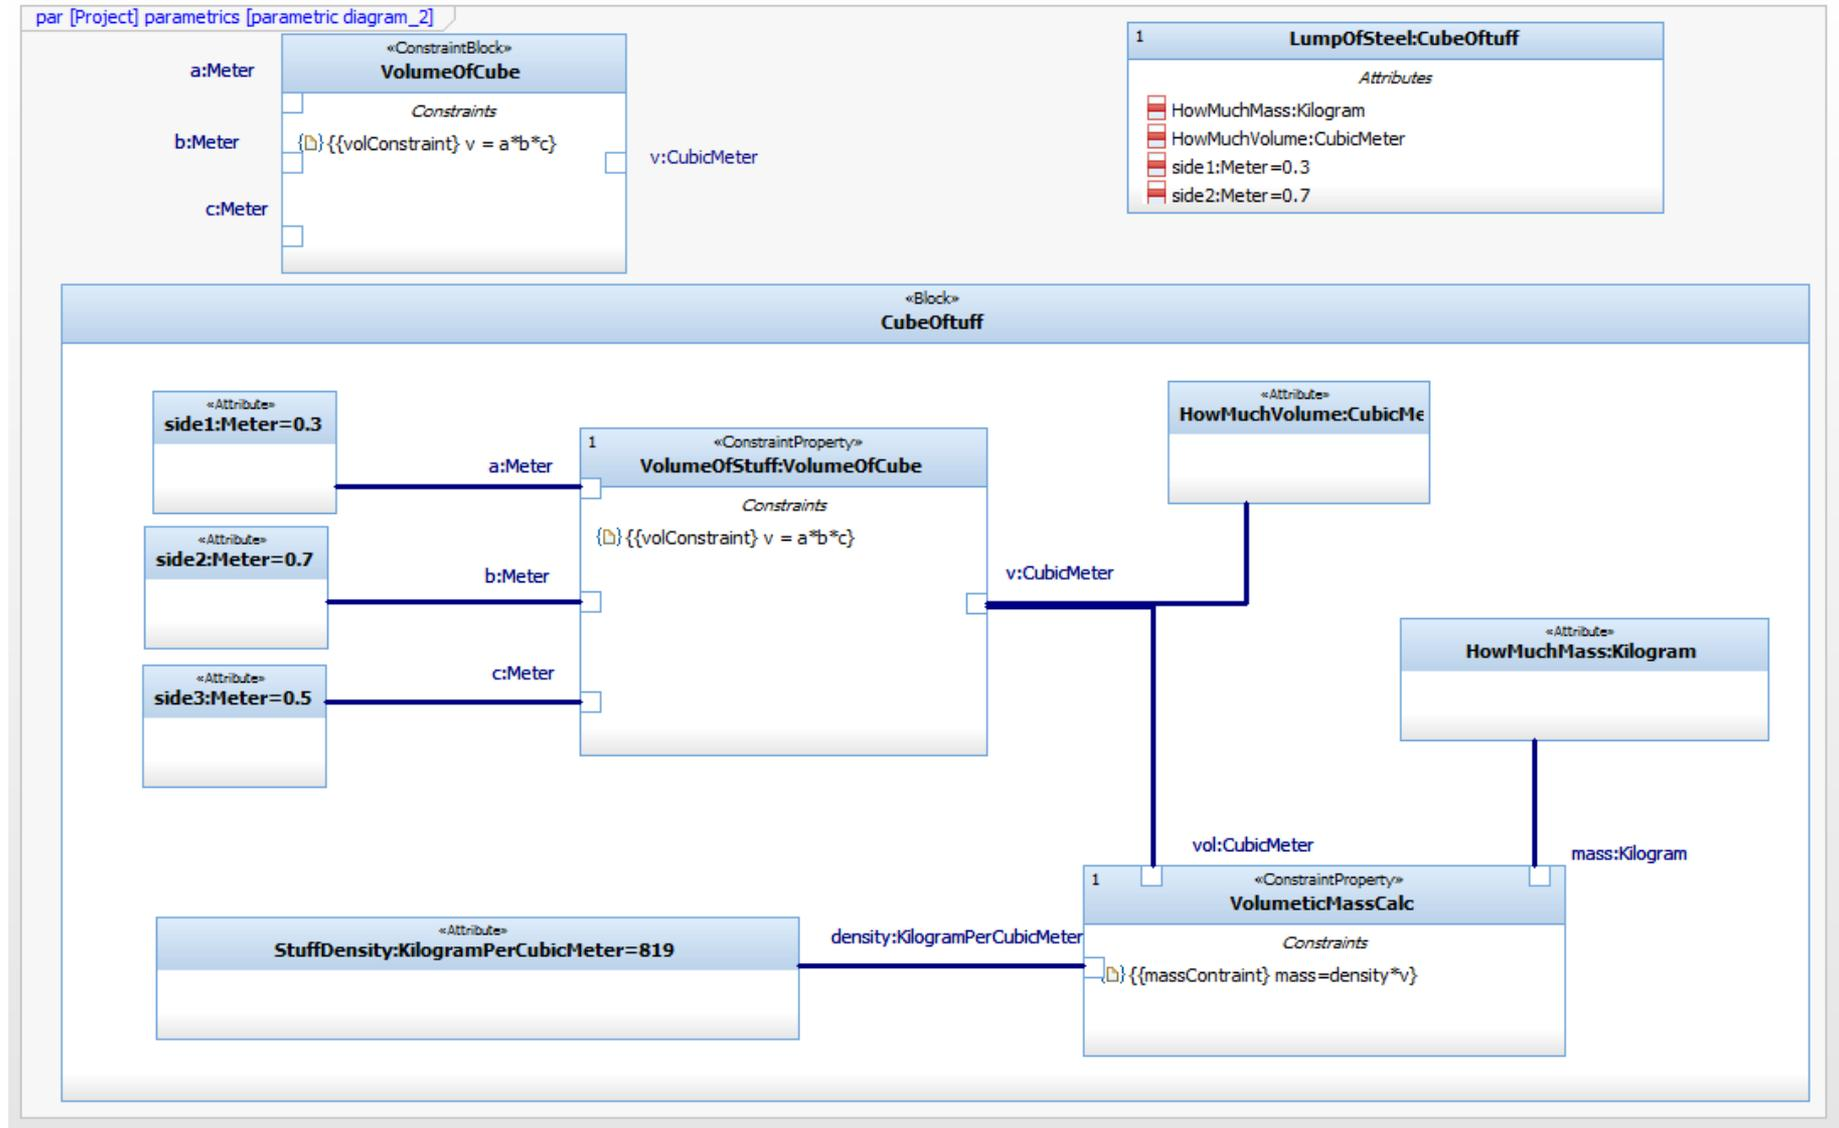 par [Project] parametrics [parametric diagram_2]
«ConstraintBlock»
VolumeOfCube
a:Meter
Constraints
b:Meter
{{volConstraint} v = a*b*c}
v:CubicMeter
c:Meter
1
LumpOfSteel:CubeOftuff
Attributes
HowMuchMass:Kilogram
HowMuchVolume:CubicMeter
side1:Meter=0.3
side2:Meter=0.7
«Block»
CubeOftuff
«Attribute»
side1:Meter=0.3
a:Meter
«Attribute»
side2:Meter=0.7
b:Meter
«Attribute»
side3:Meter=0.5
c:Meter
1
«ConstraintProperty»
VolumeOfStuff:VolumeOfCube
Constraints
{{volConstraint} v = a*b*c}
v:CubicMeter
«Attribute»
HowMuchVolume:CubicMe
«Attribute»
HowMuchMass:Kilogram
vol:CubicMeter
mass:Kilogram
«Attribute»
StuffDensity:KilogramPerCubicMeter=819
density:KilogramPerCubicMeter
1
«ConstraintProperty»
VolumeticMassCalc
Constraints
{{massContraint} mass=density*v}